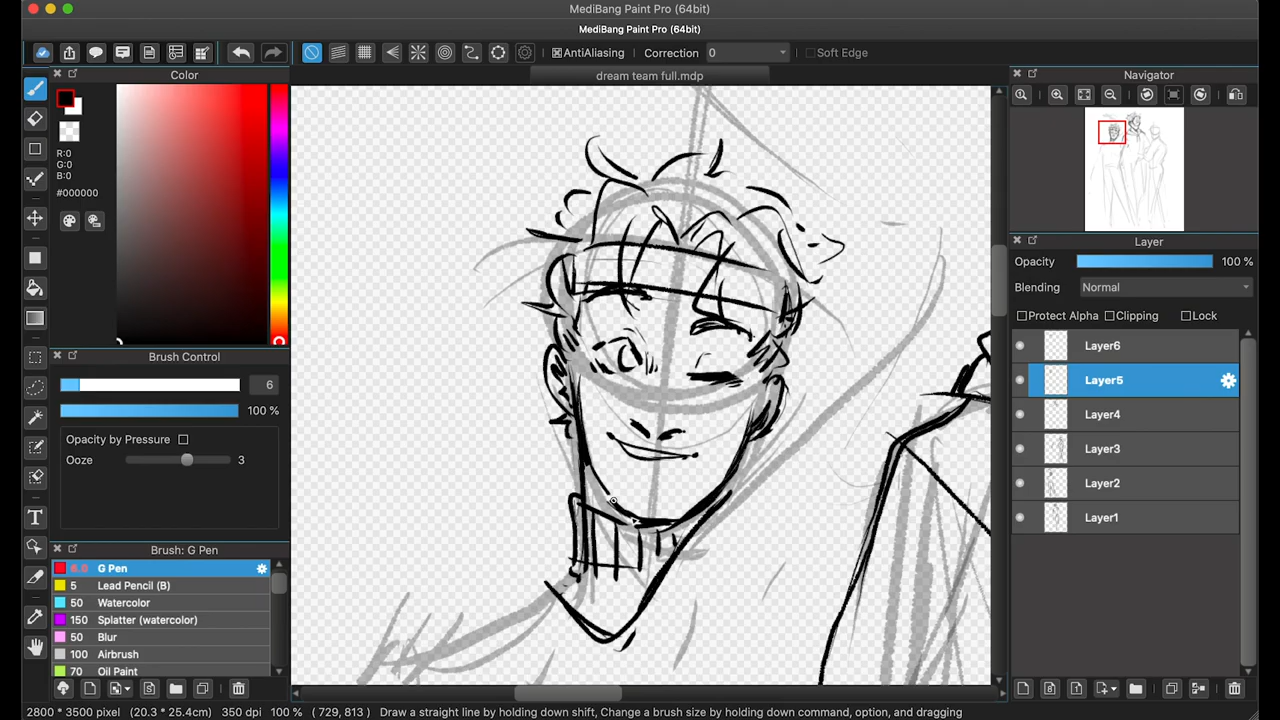 MediBang Paint Pro (64bit)
MediBang Paint Pro (64bit)
AntiAliasing Correction 0 Soft Edge
Color
dream team full.mdp
Navigator
R:0
G:0
B:0
#000000
Brush Control
6
100 %
Opacity by Pressure
Ooze 3
Brush: G Pen
6.0 G Pen
5 Lead Pencil (B)
50 Watercolor
150 Splatter (watercolor)
50 Blur
100 Airbrush
70 Oil Paint
Layer
Opacity 100 %
Blending Normal
Protect Alpha Clipping Lock
Layer6
Layer5
Layer4
Layer3
Layer2
Layer1
2800 * 3500 pixel (20.3 * 25.4cm) 350 dpi 100 % (729, 813) Draw a straight line by holding down shift, Change a brush size by holding down command, option, and dragging